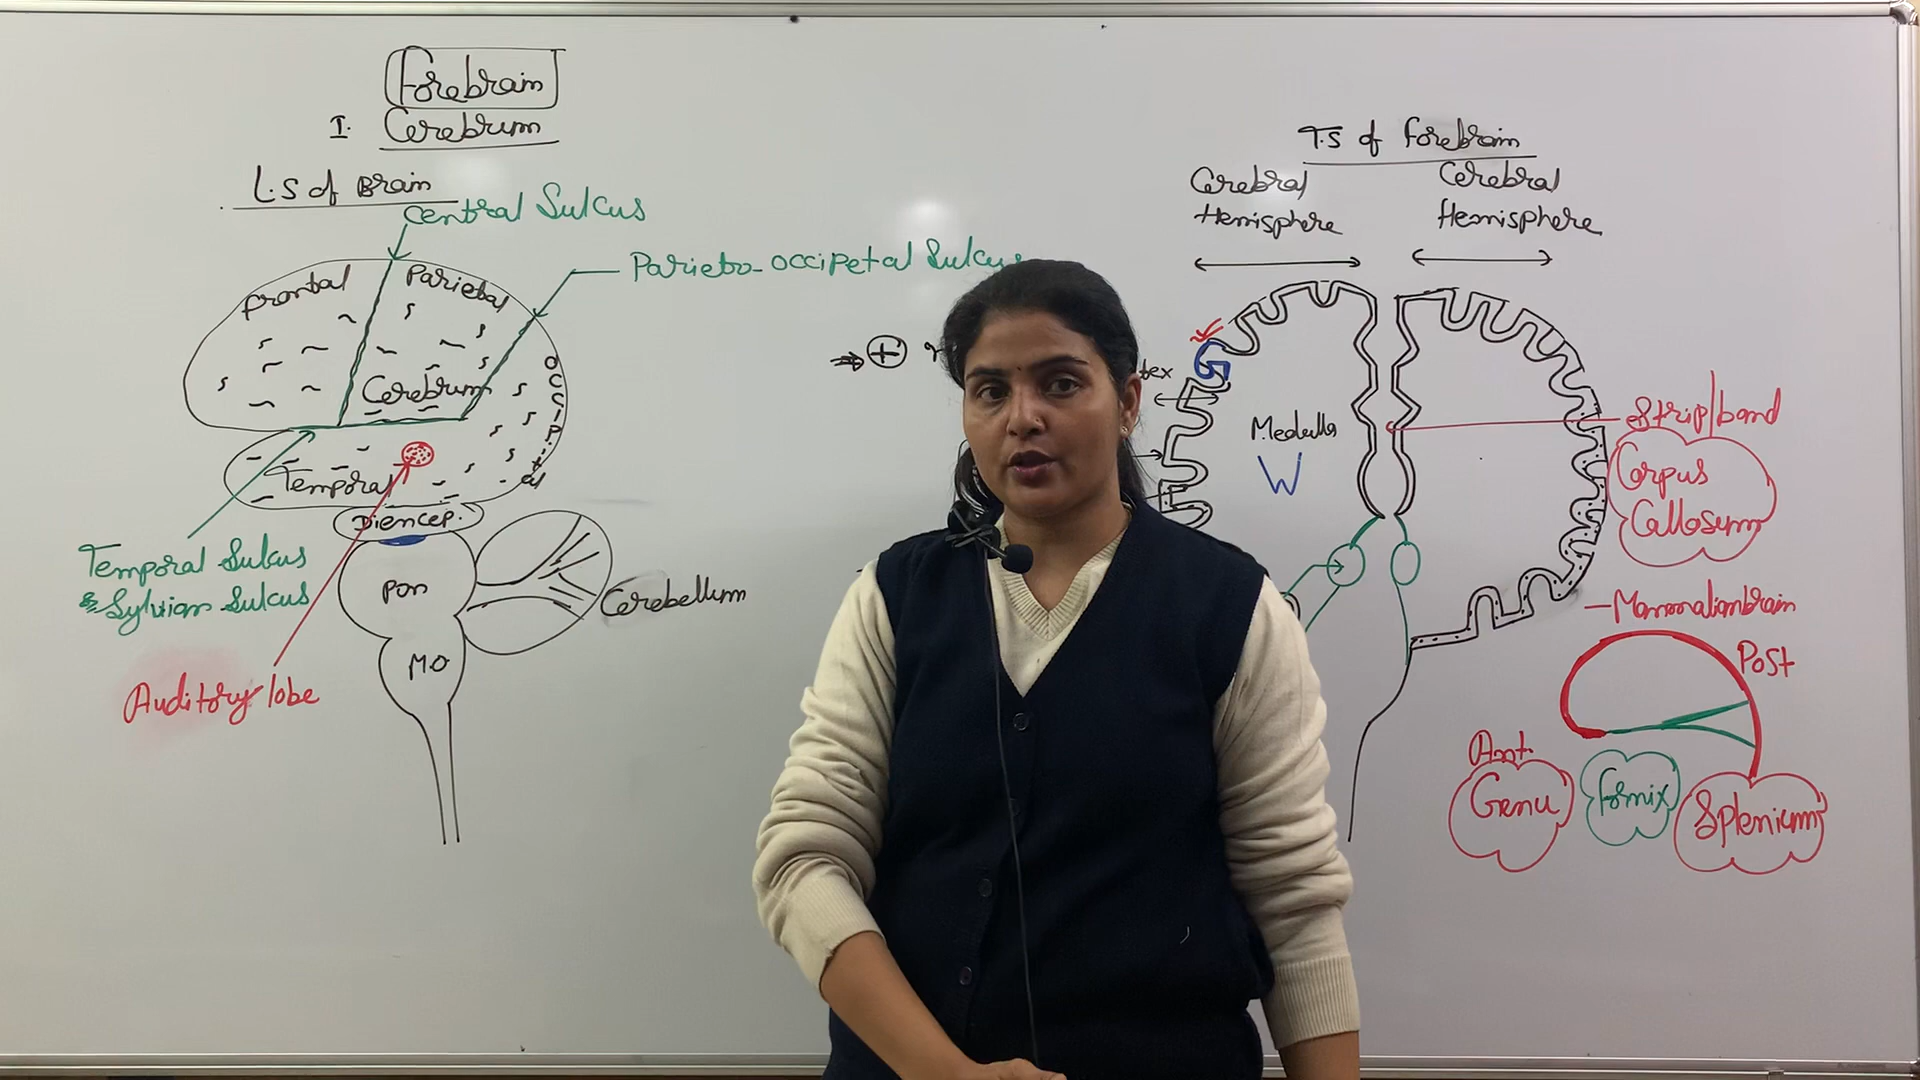 Forebrain
I. Cerebrum
L.S of Brain
Central Sulcus
Parieto-occipetal Sulcus
frontal
Parietal
Cerebrum
occipital
Temporal
Diencep.
Pon
Cerebellum
M.O
Temporal Sulcus
& Sylvian Sulcus
Auditory lobe
T.S of Forebrain
Cerebral
Hemisphere
Cerebral
Hemisphere
G
Medulla
W
Strip/band
Corpus
Callosum
-Mammalian brain
Post
Ant.
Genu
Fornix
Splenium